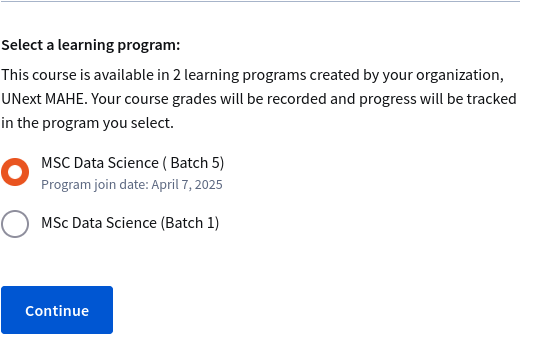 Select a learning program:
This course is available in 2 learning programs created by your organization,
UNext MAHE. Your course grades will be recorded and progress will be tracked
in the program you select.
MSC Data Science ( Batch 5)
Program join date: April 7, 2025
MSc Data Science (Batch 1)
Continue